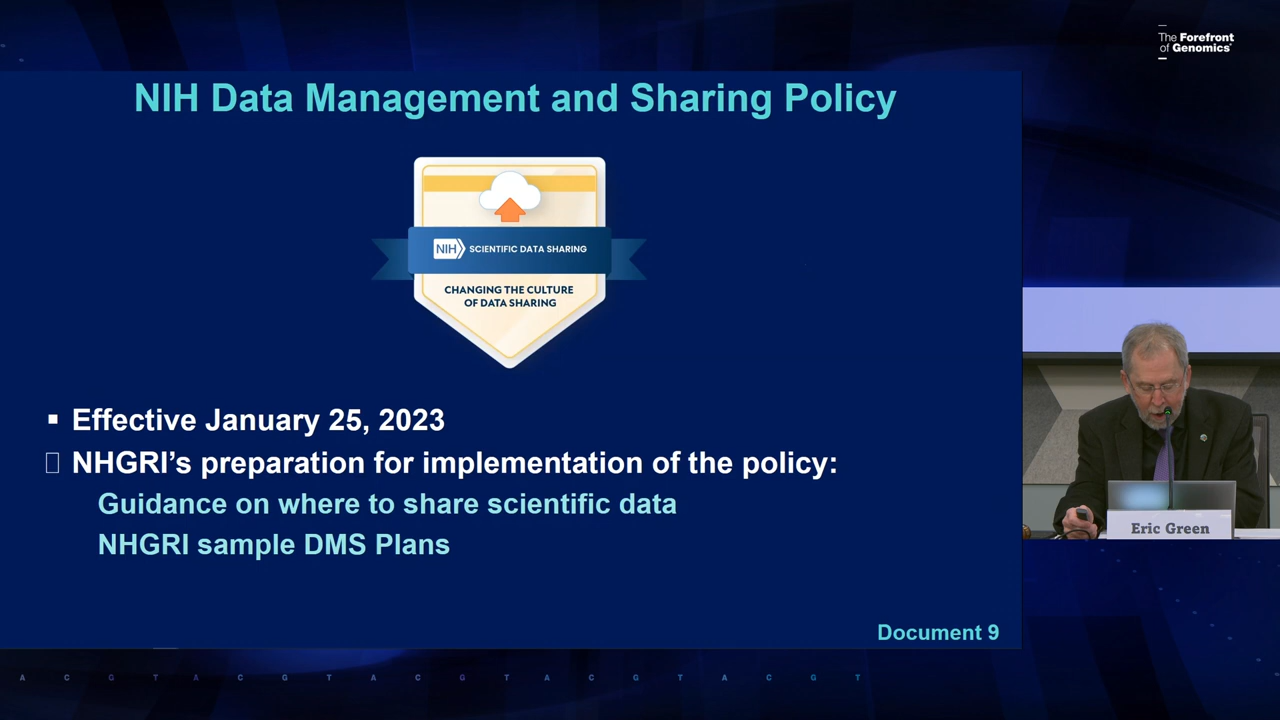 The Forefront
of Genomics®
NIH Data Management and Sharing Policy
NIH SCIENTIFIC DATA SHARING
CHANGING THE CULTURE
OF DATA SHARING
▪ Effective January 25, 2023
NHGRI’s preparation for implementation of the policy:
Guidance on where to share scientific data
NHGRI sample DMS Plans
Document 9
Eric Green
A C G T A C G T A C G T A C G T A C G T